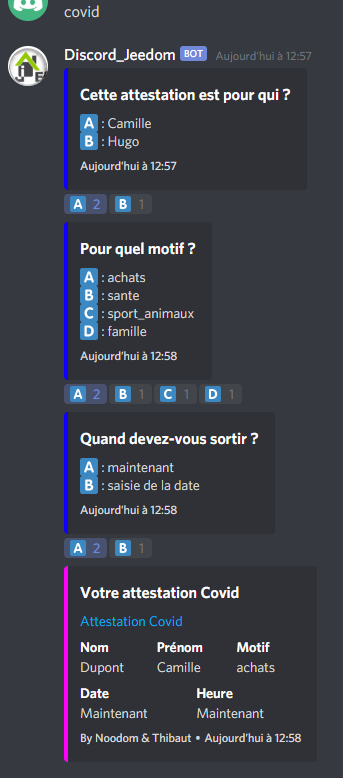 covid
Discord_Jeedom BOT Aujourd'hui à 12:57
Cette attestation est pour qui ?
A : Camille
B : Hugo
Aujourd'hui à 12:57
A 2 B 1
Pour quel motif ?
A : achats
B : sante
C : sport_animaux
D : famille
Aujourd'hui à 12:58
A 2 B 1 C 1 D 1
Quand devez-vous sortir ?
A : maintenant
B : saisie de la date
Aujourd'hui à 12:58
A 2 B 1
Votre attestation Covid
Attestation Covid
Nom Prénom Motif
Dupont Camille achats
Date Heure
Maintenant Maintenant
By Noodom & Thibaut • Aujourd'hui à 12:58